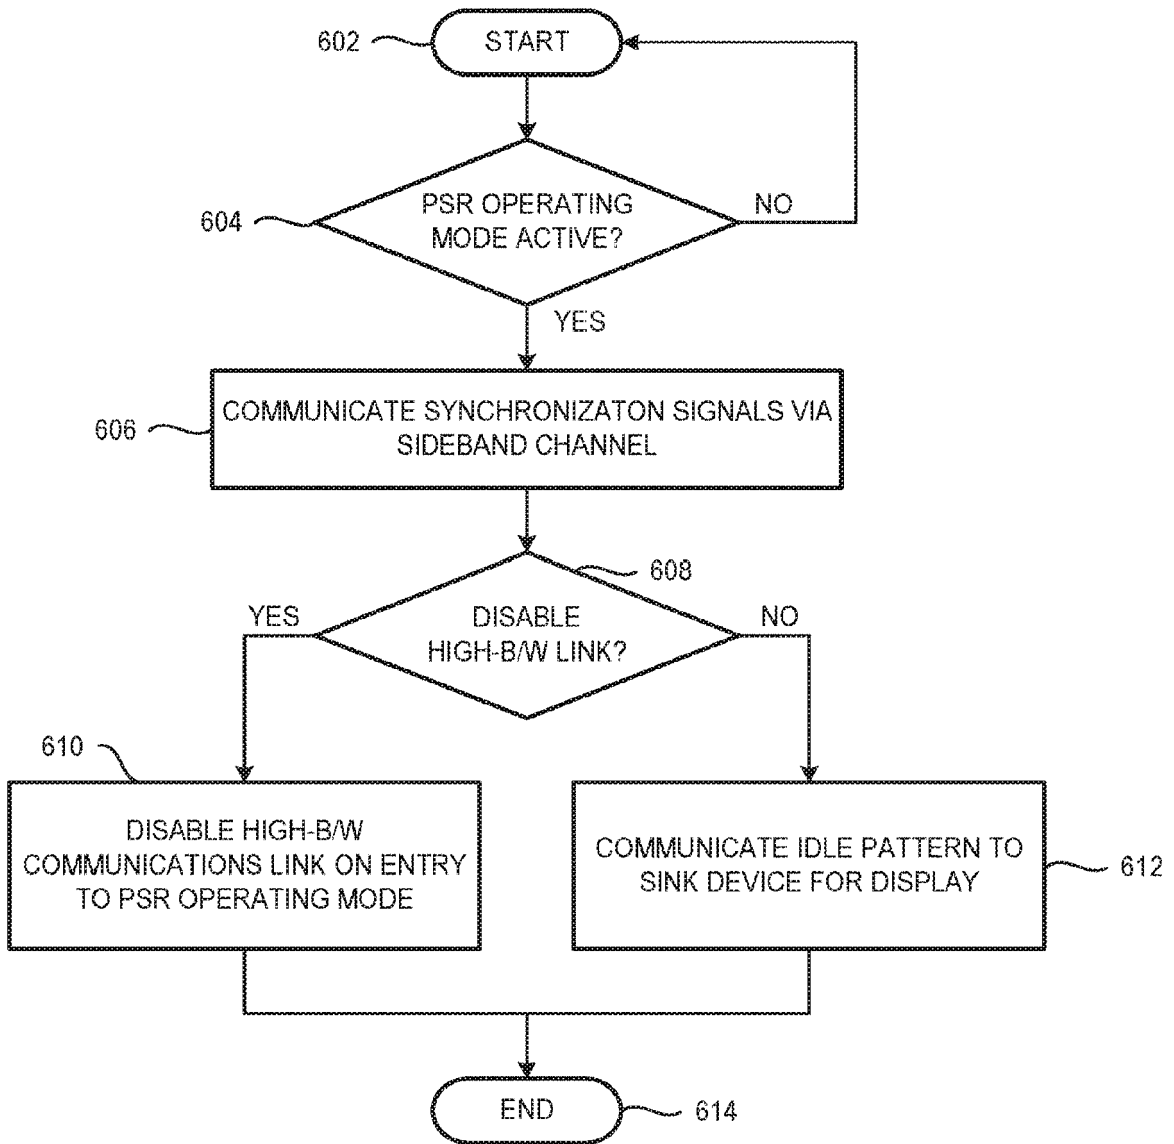 602
START
604
PSR OPERATING
MODE ACTIVE?
NO
YES
606
COMMUNICATE SYNCHRONIZATON SIGNALS VIA
SIDEBAND CHANNEL
608
YES
DISABLE
HIGH-B/W LINK?
NO
610
DISABLE HIGH-B/W
COMMUNICATIONS LINK ON ENTRY
TO PSR OPERATING MODE
COMMUNICATE IDLE PATTERN TO
SINK DEVICE FOR DISPLAY
612
END
614